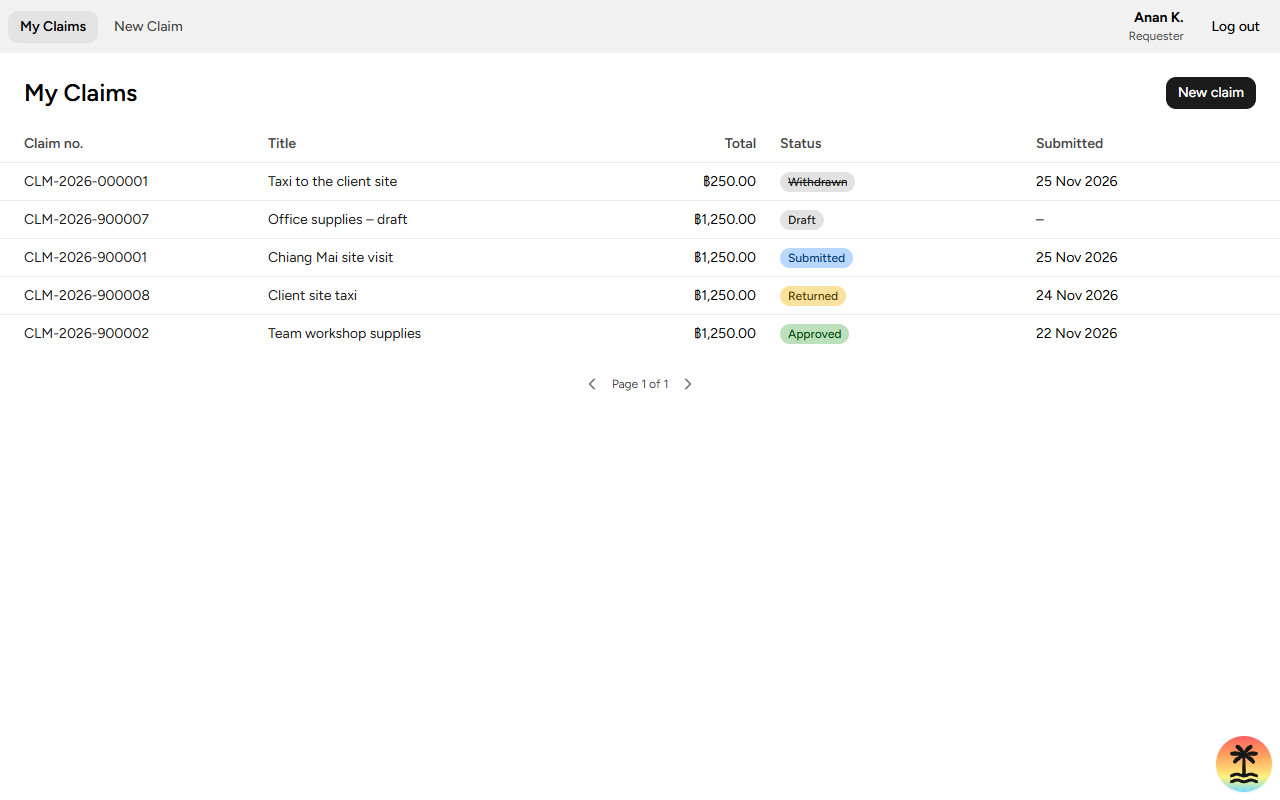 My Claims New Claim Anan K. Log out
Requester
My Claims New claim
Claim no. Title Total Status Submitted
CLM-2026-000001 Taxi to the client site ฿250.00 Withdrawn 25 Nov 2026
CLM-2026-900007 Office supplies – draft ฿1,250.00 Draft –
CLM-2026-900001 Chiang Mai site visit ฿1,250.00 Submitted 25 Nov 2026
CLM-2026-900008 Client site taxi ฿1,250.00 Returned 24 Nov 2026
CLM-2026-900002 Team workshop supplies ฿1,250.00 Approved 22 Nov 2026
Page 1 of 1